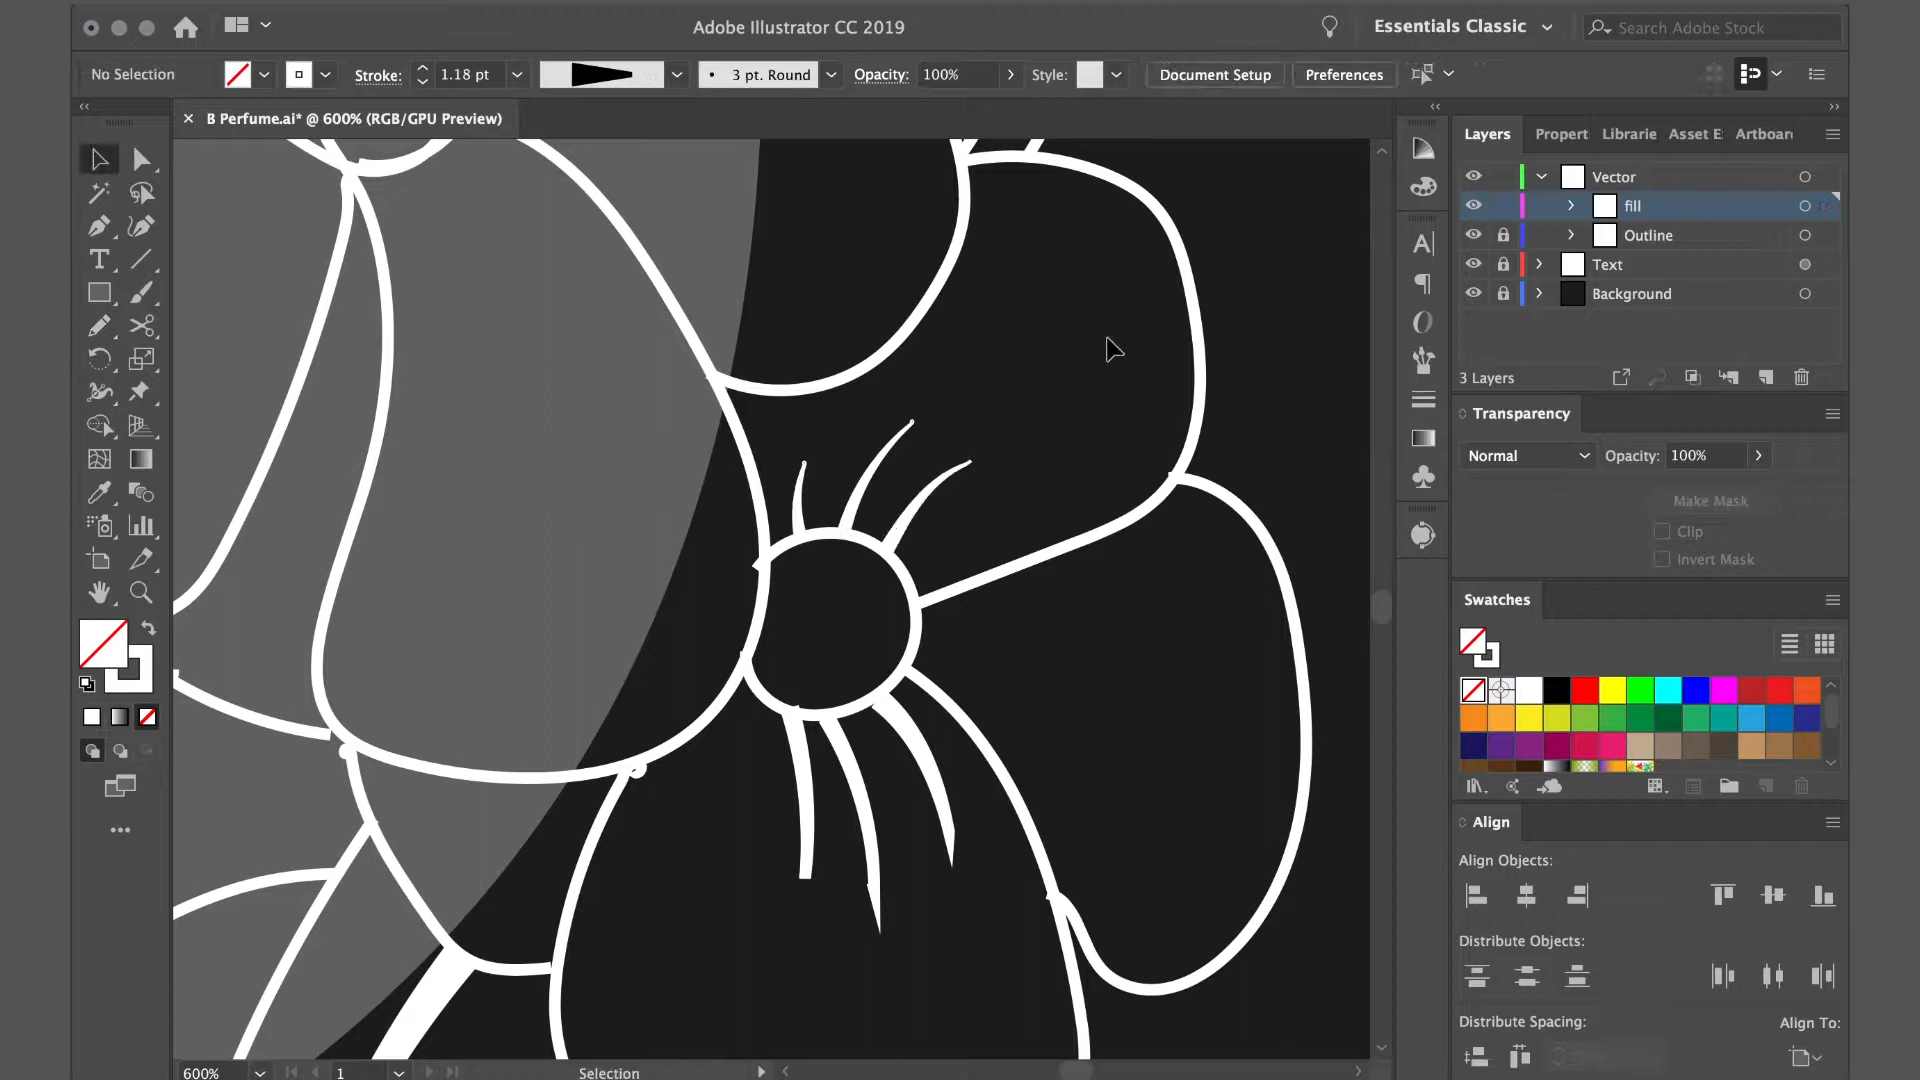 Adobe Illustrator CC 2019
Essentials Classic
Search Adobe Stock
No Selection
Stroke:
1.18 pt
3 pt. Round
Opacity:
100%
Style:
Document Setup
Preferences
B Perfume.ai* @ 600% (RGB/GPU Preview)
Layers
Propert
Librarie
Asset E
Artboar
Vector
fill
Outline
Text
Background
3 Layers
Transparency
Normal
Opacity:
100%
Make Mask
Clip
Invert Mask
Swatches
Align
Align Objects:
Distribute Objects:
Distribute Spacing:
Align To:
600%
1
Selection